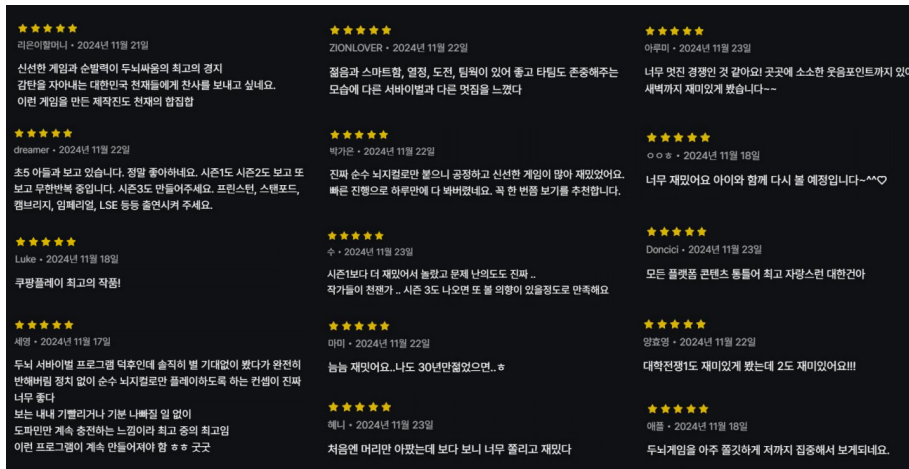 리은이할머니 • 2024년 11월 21일
신선한 게임과 순발력이 두뇌싸움의 최고의 경지
감탄을 자아내는 대한민국 천재들에게 찬사를 보내고 싶네요.
이런 게임을 만든 제작진도 천재의 합집합
dreamer • 2024년 11월 22일
초5 아들과 보고 있습니다. 정말 좋아하네요. 시즌1도 시즌2도 보고 또
보고 무한반복 중입니다. 시즌3도 만들어주세요. 프린스턴, 스탠포드,
캠브리지, 임페리얼, LSE 등등 출연시켜 주세요.
Luke • 2024년 11월 18일
쿠팡플레이 최고의 작품!
세영 • 2024년 11월 17일
두뇌 서바이벌 프로그램 덕후인데 솔직히 별 기대없이 봤다가 완전히
반해버림 정치 없이 순수 뇌지컬로만 플레이하도록 하는 컨셉이 진짜
너무 좋다
보는 내내 기빨리거나 기분 나빠질 일 없이
도파민만 계속 충전하는 느낌이라 최고 중의 최고임
이런 프로그램이 계속 만들어져야 함 ㅎㅎ 굿굿
ZIONLOVER • 2024년 11월 22일
젊음과 스마트함, 열정, 도전, 팀웍이 있어 좋고 타팀도 존중해주는
모습에 다른 서바이벌과 다른 멋짐을 느꼈다
박가은 • 2024년 11월 22일
진짜 순수 뇌지컬로만 붙으니 공정하고 신선한 게임이 많아 재밌었어요.
빠른 진행으로 하루만에 다 봐버렸네요. 꼭 한 번쯤 보기를 추천합니다.
수 • 2024년 11월 23일
시즌1보다 더 재밌어서 놀랐고 문제 난의도도 진짜 ..
작가들이 천잰가 .. 시즌 3도 나오면 또 볼 의향이 있을정도로 만족해요
마미 • 2024년 11월 22일
늠늠 재밋어요..나도 30년만젊었으면..ㅎ
헤니 • 2024년 11월 23일
처음엔 머리만 아팠는데 보다 보니 너무 쫄리고 재밌다
아루미 • 2024년 11월 23일
너무 멋진 경쟁인 것 같아요! 곳곳에 소소한 웃음포인트까지 있어
새벽까지 재미있게 봤습니다~~
ㅇㅇㅎ • 2024년 11월 18일
너무 재밌어요 아이와 함께 다시 볼 예정입니다~^^♡
Doncici • 2024년 11월 23일
모든 플랫폼 콘텐츠 통틀어 최고 자랑스런 대한건아
양효영 • 2024년 11월 22일
대학전쟁1도 재미있게 봤는데 2도 재미있어요!!!
애플 • 2024년 11월 18일
두뇌게임을 아주 쫄깃하게 저까지 집중해서 보게되네요.